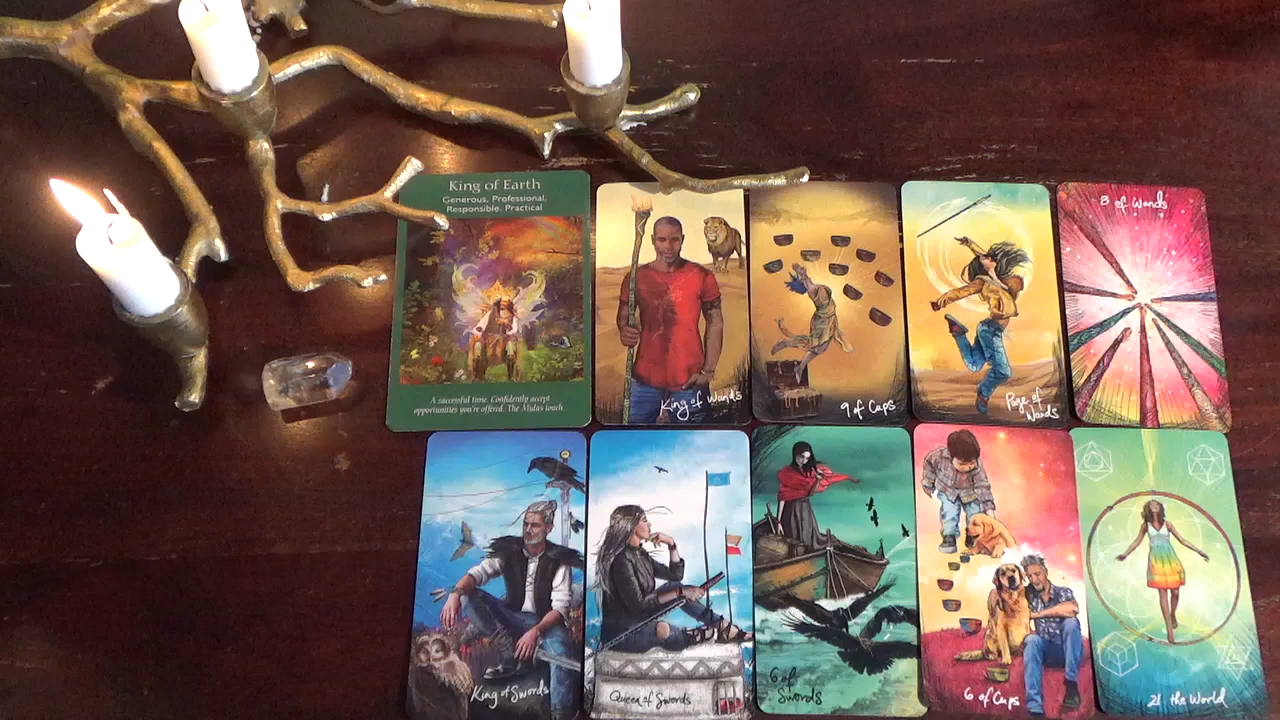 King of Earth
Generous, Professional,
Responsible, Practical
A successful time. Confidently accept
opportunities you're offered. The Midas touch.
King of Wands
9 of Cups
Page of
Wands
8 of Wands
King of Swords
Queen of Swords
6 of
Swords
6 of Cups
21 the World